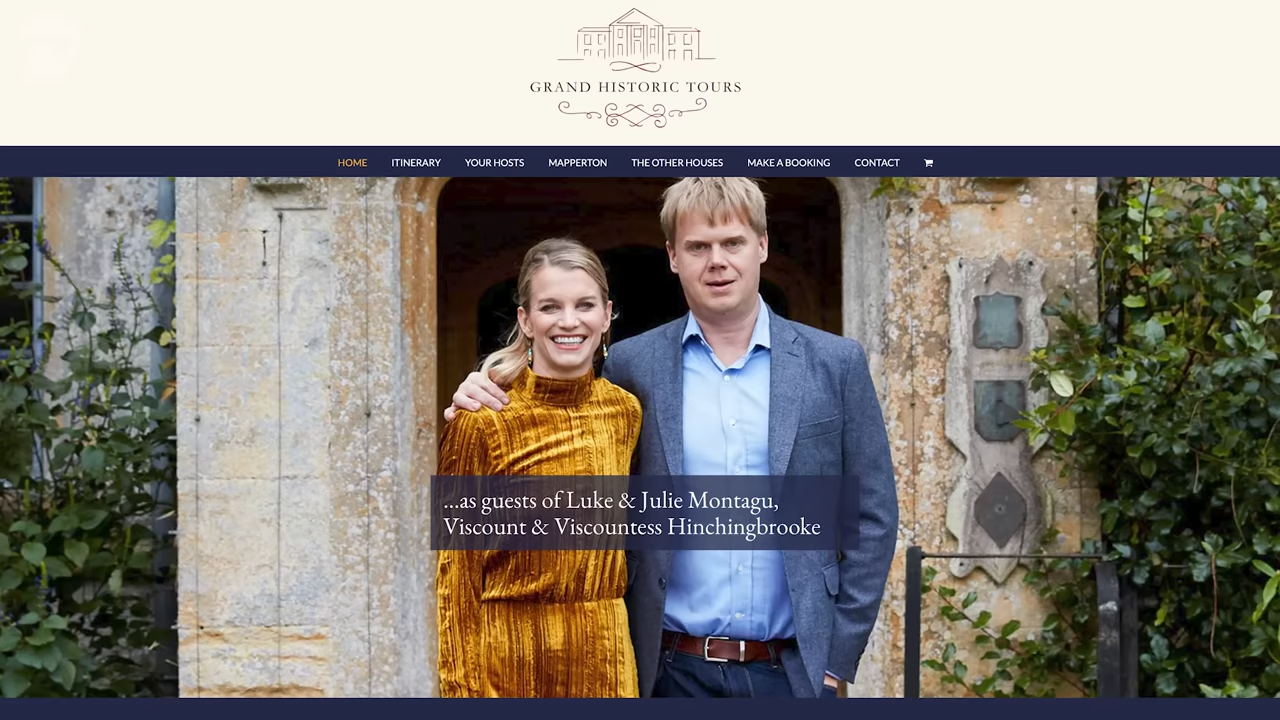 GRAND HISTORIC TOURS
HOME ITINERARY YOUR HOSTS MAPPERTON THE OTHER HOUSES MAKE A BOOKING CONTACT
...as guests of Luke & Julie Montagu,
Viscount & Viscountess Hinchingbrooke